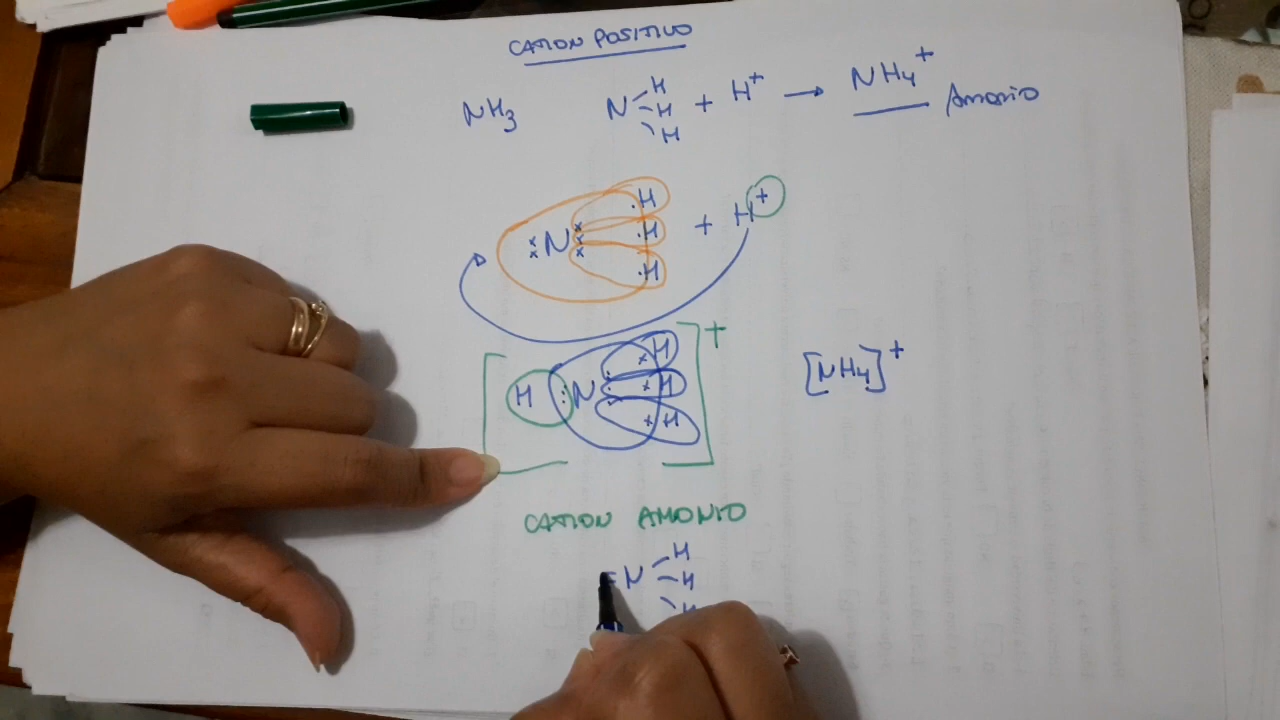 CATION POSITIVO
NH₃ N H H H + H⁺ → NH₄⁺ Amonio
N H H H + H⁺
[H N H H H]⁺ [NH₄]⁺
CATION AMONIO
N H H H